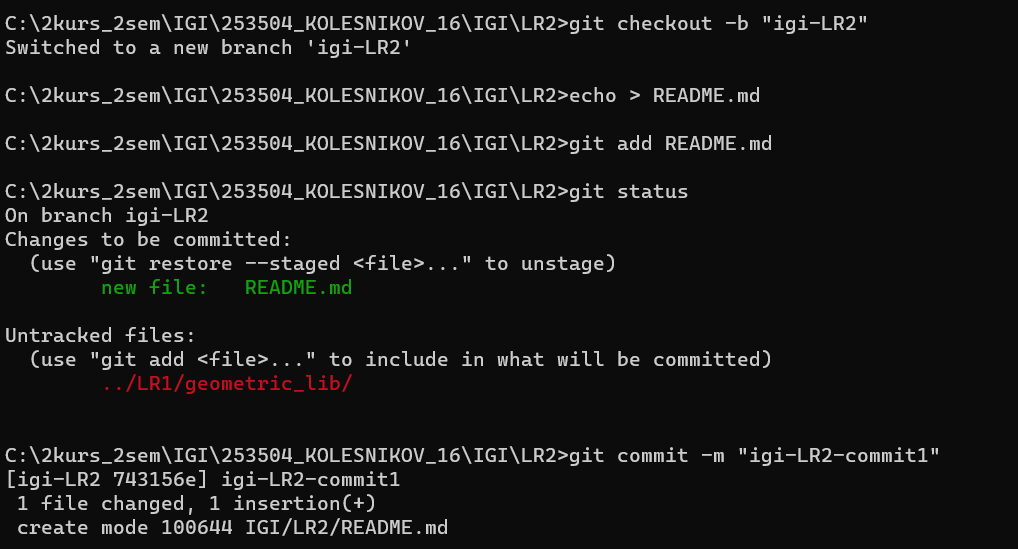 C:\2kurs_2sem\IGI\253504_KOLESNIKOV_16\IGI\LR2>git checkout -b "igi-LR2"
Switched to a new branch 'igi-LR2'
C:\2kurs_2sem\IGI\253504_KOLESNIKOV_16\IGI\LR2>echo > README.md
C:\2kurs_2sem\IGI\253504_KOLESNIKOV_16\IGI\LR2>git add README.md
C:\2kurs_2sem\IGI\253504_KOLESNIKOV_16\IGI\LR2>git status
On branch igi-LR2
Changes to be committed:
  (use "git restore --staged <file>..." to unstage)
        new file:   README.md
Untracked files:
  (use "git add <file>..." to include in what will be committed)
        ../LR1/geometric_lib/
C:\2kurs_2sem\IGI\253504_KOLESNIKOV_16\IGI\LR2>git commit -m "igi-LR2-commit1"
[igi-LR2 743156e] igi-LR2-commit1
 1 file changed, 1 insertion(+)
 create mode 100644 IGI/LR2/README.md